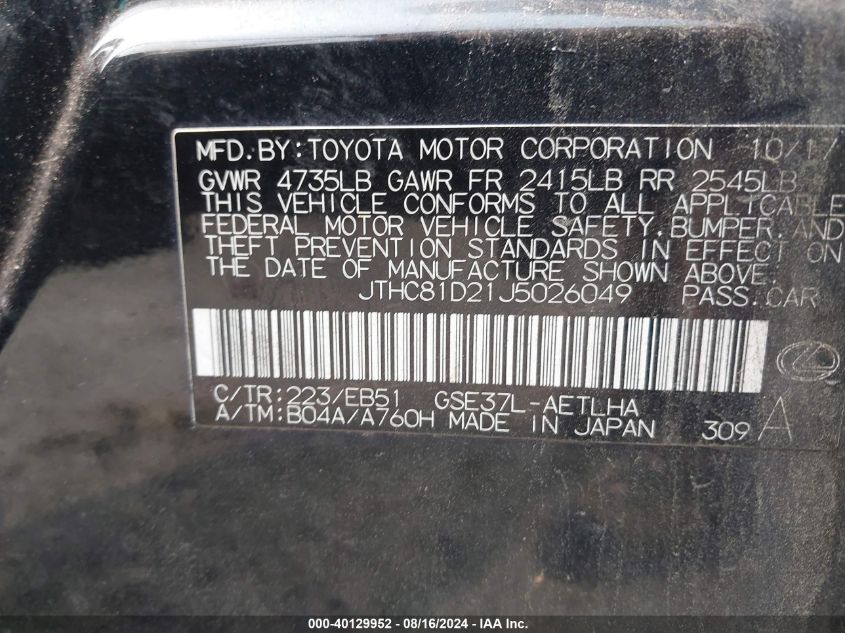 MFD.BY:TOYOTA MOTOR CORPORATION 10/17
GVWR 4735LB GAWR FR 2415LB RR 2545LB
THIS VEHICLE CONFORMS TO ALL APPLICABLE
FEDERAL MOTOR VEHICLE SAFETY,BUMPER,AND
THEFT PREVENTION STANDARDS IN EFFECT ON
THE DATE OF MANUFACTURE SHOWN ABOVE.
JTHC81D21J5026049 PASS.CAR
C/TR:223/EB51 GSE37L-AETLHA
A/TM:B04A/A760H MADE IN JAPAN 309 A
000-40129952 - 08/16/2024 - IAA Inc.